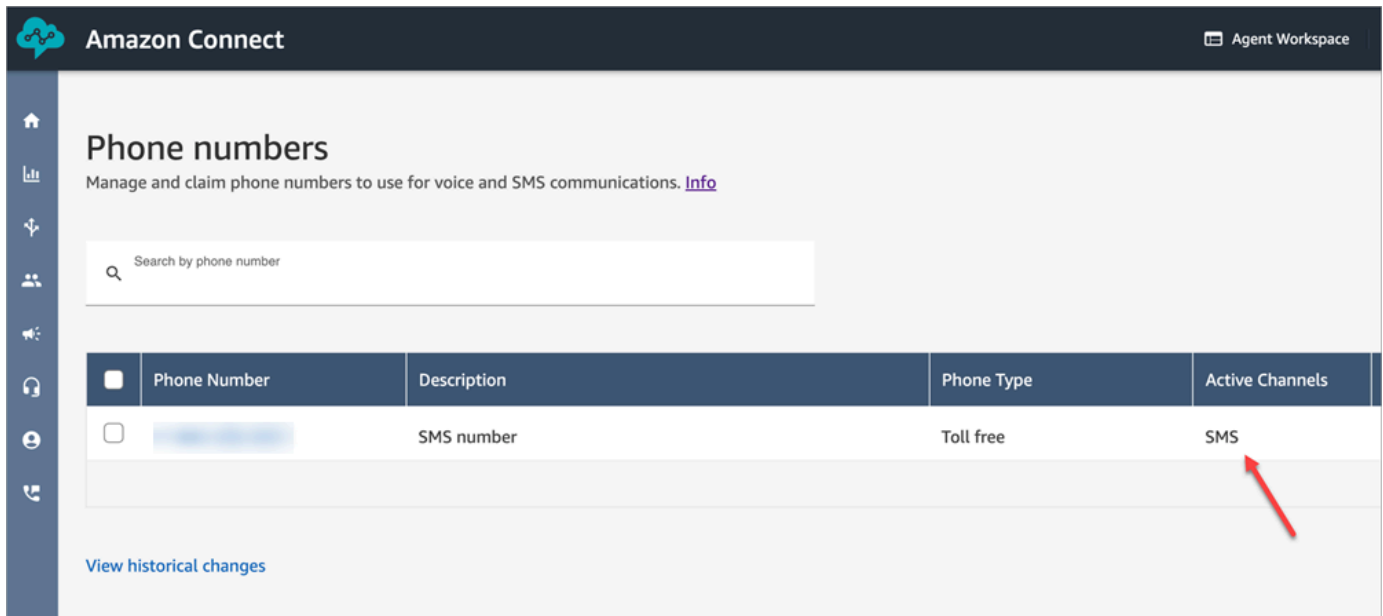 Amazon Connect
Agent Workspace
Phone numbers
Manage and claim phone numbers to use for voice and SMS communications. Info
Search by phone number
Phone Number Description Phone Type Active Channels
SMS number Toll free SMS
View historical changes